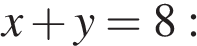 x + y = 8 :